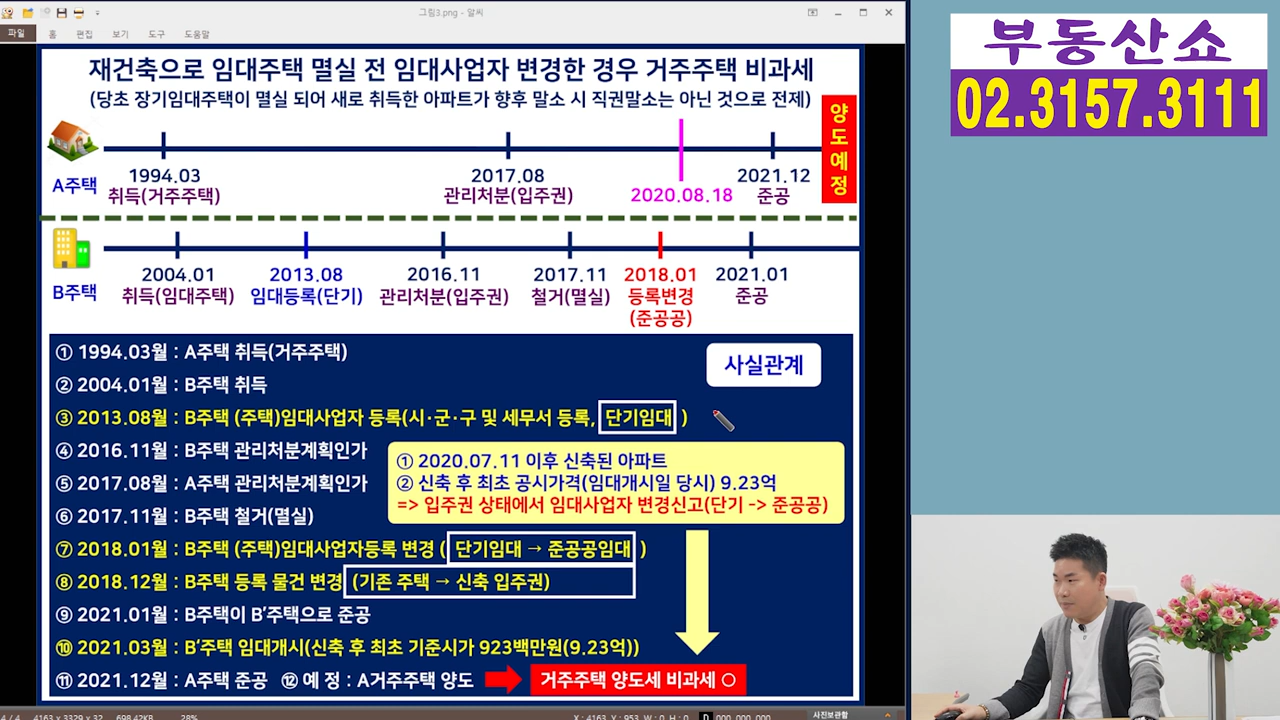 그림3.png - 알씨
파일 홈 편집 보기 도구 도움말
부동산쇼
02.3157.3111
재건축으로 임대주택 멸실 전 임대사업자 변경한 경우 거주주택 비과세
(당초 장기임대주택이 멸실 되어 새로 취득한 아파트가 향후 말소 시 직권말소는 아닌 것으로 전제)
양도예정
A주택
1994.03 2017.08 2020.08.18 2021.12
취득(거주주택) 관리처분(입주권) 준공
B주택
2004.01 2013.08 2016.11 2017.11 2018.01 2021.01
취득(임대주택) 임대등록(단기) 관리처분(입주권) 철거(멸실) 등록변경 준공
(준공공)
사실관계
① 1994.03월 : A주택 취득(거주주택)
② 2004.01월 : B주택 취득
③ 2013.08월 : B주택 (주택)임대사업자 등록(시·군·구 및 세무서 등록, 단기임대 )
④ 2016.11월 : B주택 관리처분계획인가
⑤ 2017.08월 : A주택 관리처분계획인가
⑥ 2017.11월 : B주택 철거(멸실)
① 2020.07.11 이후 신축된 아파트
② 신축 후 최초 공시가격(임대개시일 당시) 9.23억
=> 입주권 상태에서 임대사업자 변경신고(단기 -> 준공공)
⑦ 2018.01월 : B주택 (주택)임대사업자등록 변경 ( 단기임대 → 준공공임대 )
⑧ 2018.12월 : B주택 등록 물건 변경 (기존 주택 → 신축 입주권)
⑨ 2021.01월 : B주택이 B'주택으로 준공
⑩ 2021.03월 : B'주택 임대개시(신축 후 최초 기준시가 923백만원(9.23억))
⑪ 2021.12월 : A주택 준공 ⑫ 예 정 : A거주주택 양도 거주주택 양도세 비과세 ○
4 / 4 4163 x 3329 x 32 698.42KB 28% X : 4163, Y : 953, W : 0, H : 0 D 000, 000, 000 사진보관함